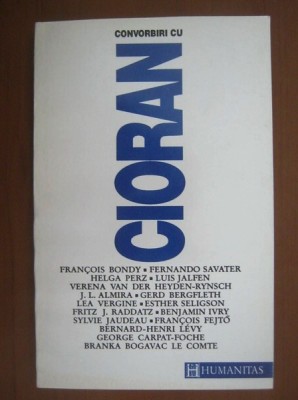 CONVORBIRI CU
CIORAN
FRANÇOIS BONDY • FERNANDO SAVATER
HELGA PERZ • LUIS JALFEN
VERENA VAN DER HEYDEN-RYNSCH
J. L. ALMIRA • GERD BERGFLETH
LEA VERGINE • ESTHER SELIGSON
FRITZ J. RADDATZ • BENJAMIN IVRY
SYLVIE JAUDEAU • FRANÇOIS FEJTÖ
BERNARD-HENRI LÉVY
GEORGE CARPAT-FOCHE
BRANKA BOGAVAC LE COMTE
H HUMANITAS